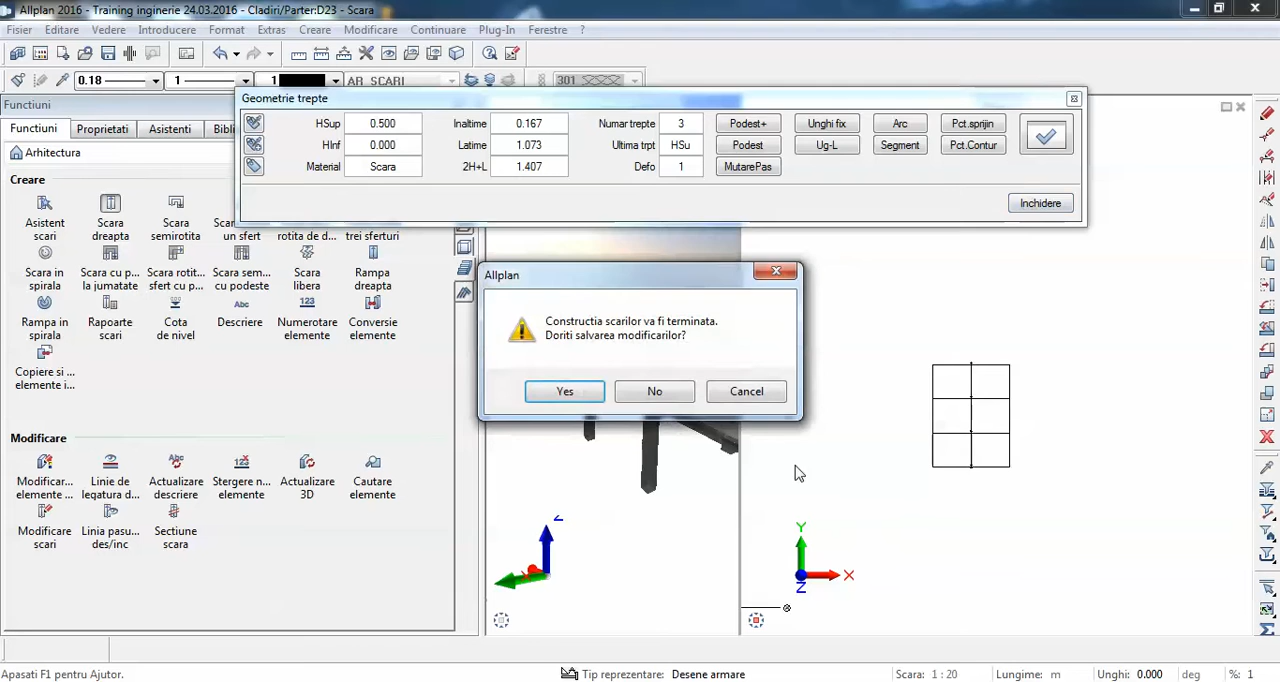 Allplan 2016 - Training inginerie 24.03.2016 - Cladiri/Parter:D23 - Scara
Fisier Editare Vedere Introducere Format Extras Creare Modificare Continuare Plug-In Ferestre ?
0.18 1 1 AR_SCARI 301
Functiuni
Functiuni Proprietati Asistenti Bibli
Arhitectura
Creare
Asistent scari
Scara dreapta
Scara semirotita
Scar
un sfert
rotita de d...
trei sferturi
Scara in spirala
Scara cu p... la jumatate
Scara rotit... sfert cu p...
Scara sem... cu podeste
Scara libera
Rampa dreapta
Rampa in spirala
Rapoarte scari
Cota de nivel
Descriere
Numerotare elemente
Conversie elemente
Copiere si ... elemente i...
Modificare
Modificar... elemente ...
Linie de legatura d...
Actualizare descriere
Stergere n... elemente
Actualizare 3D
Cautare elemente
Modificare scari
Linia pasu... des/inc
Sectiune scara
Geometrie trepte
HSup 0.500 Inaltime 0.167 Numar trepte 3 Podest+ Unghi fix Arc Pct.sprijin
HInf 0.000 Latime 1.073 Ultima trpt HSu Podest Ug-L Segment Pct.Contur
Material Scara 2H+L 1.407 Defo 1 MutarePas
Inchidere
Allplan
Constructia scarilor va fi terminata.
Doriti salvarea modificarilor?
Yes No Cancel
Z
Y
X
Z
Apasati F1 pentru Ajutor. Tip reprezentare: Desene armare Scara: 1 : 20 Lungime: m Unghi: 0.000 deg %: 1